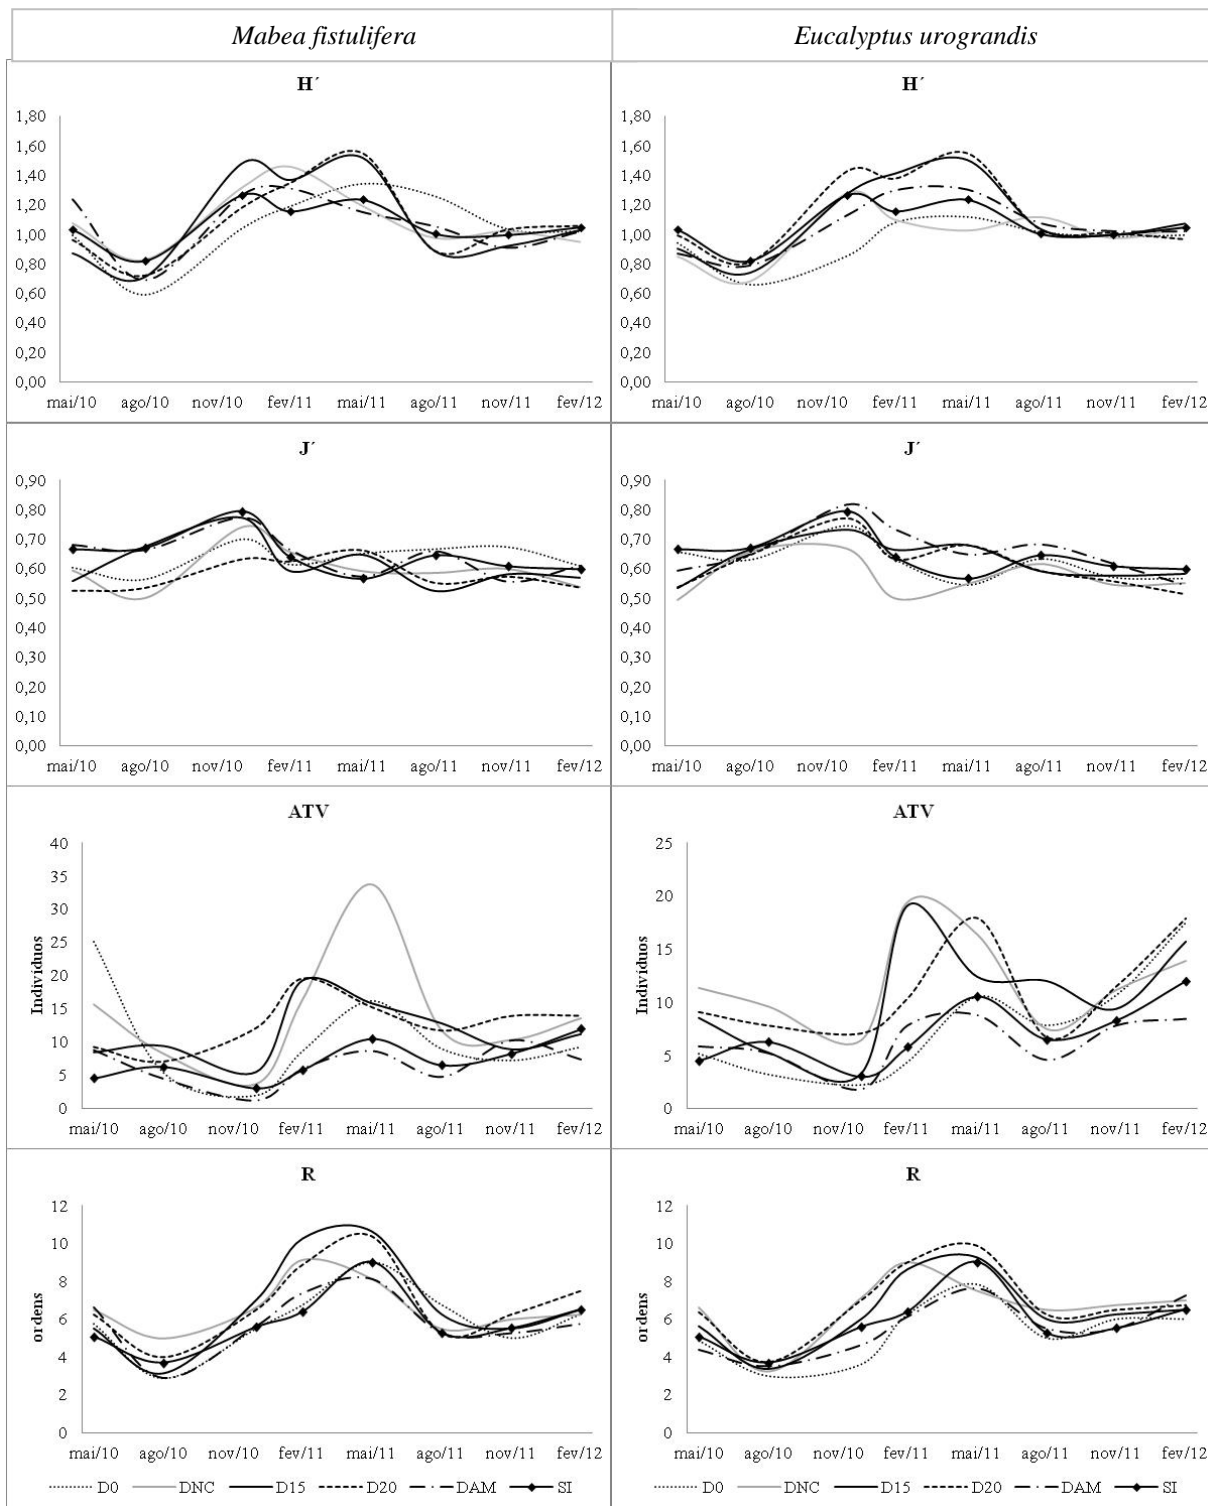 Mabea fistulifera
Eucalyptus urograndis
H´
1,80
1,60
1,40
1,20
1,00
0,80
0,60
0,40
0,20
0,00
mai/10 ago/10 nov/10 fev/11 mai/11 ago/11 nov/11 fev/12
H´
1,80
1,60
1,40
1,20
1,00
0,80
0,60
0,40
0,20
0,00
mai/10 ago/10 nov/10 fev/11 mai/11 ago/11 nov/11 fev/12
J´
0,90
0,80
0,70
0,60
0,50
0,40
0,30
0,20
0,10
0,00
mai/10 ago/10 nov/10 fev/11 mai/11 ago/11 nov/11 fev/12
J´
0,90
0,80
0,70
0,60
0,50
0,40
0,30
0,20
0,10
0,00
mai/10 ago/10 nov/10 fev/11 mai/11 ago/11 nov/11 fev/12
ATV
Indivíduos
40
35
30
25
20
15
10
5
0
mai/10 ago/10 nov/10 fev/11 mai/11 ago/11 nov/11 fev/12
ATV
Indivíduos
25
20
15
10
5
0
mai/10 ago/10 nov/10 fev/11 mai/11 ago/11 nov/11 fev/12
R
ordens
12
10
8
6
4
2
0
mai/10 ago/10 nov/10 fev/11 mai/11 ago/11 nov/11 fev/12
D0 DNC D15 D20 DAM SI
R
ordens
12
10
8
6
4
2
0
mai/10 ago/10 nov/10 fev/11 mai/11 ago/11 nov/11 fev/12
D0 DNC D15 D20 DAM SI